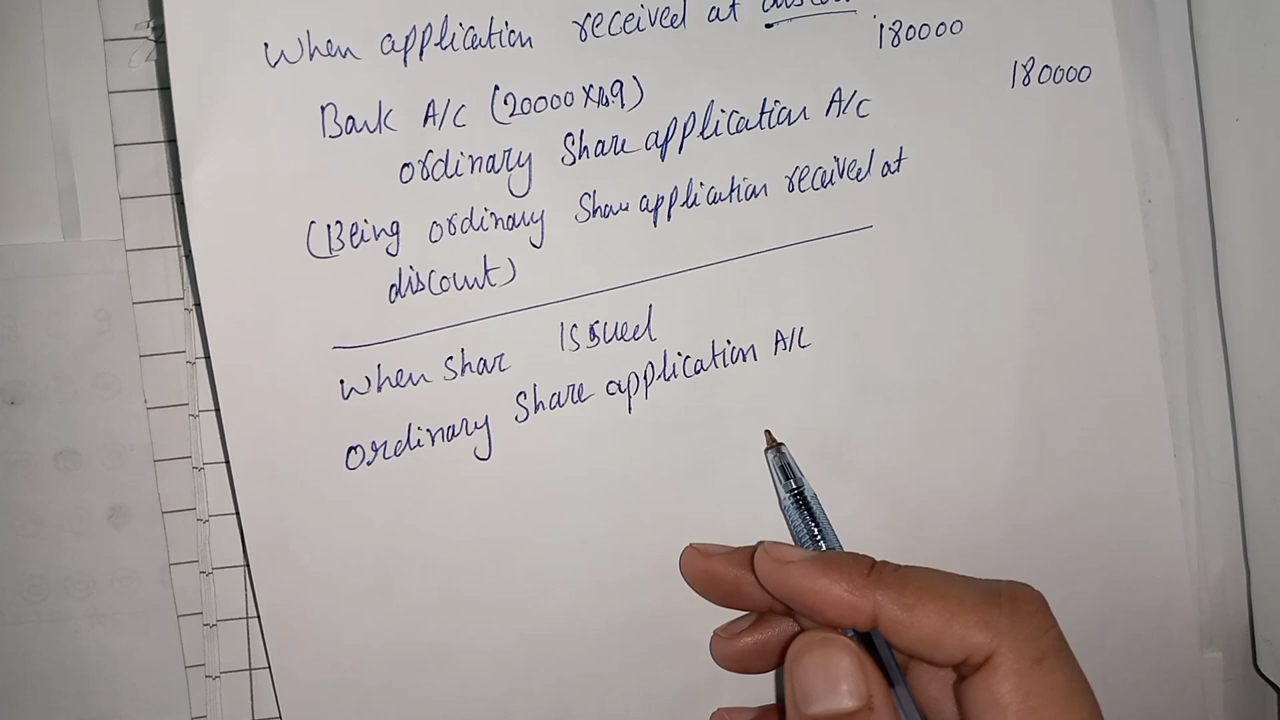 When application received at
180000
Bank A/C (20000 X Rs.9)
180000
ordinary Share application A/C
(Being ordinary Share application received at
discount)
When shar issued
Ordinary Share application A/C